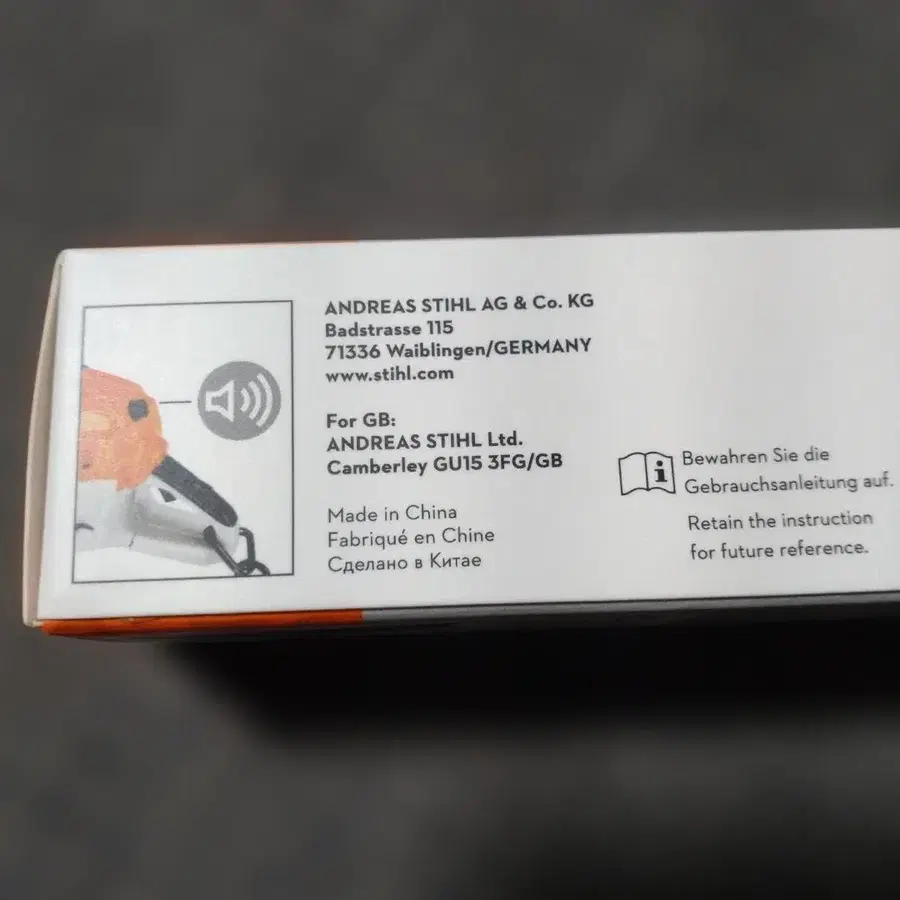 ANDREAS STIHL AG & Co. KG
Badstrasse 115
71336 Waiblingen/GERMANY
www.stihl.com
For GB:
ANDREAS STIHL Ltd.
Camberley GU15 3FG/GB
Made in China
Fabriqué en Chine
Сделано в Китае
Bewahren Sie die
Gebrauchsanleitung auf.
Retain the instruction
for future reference.